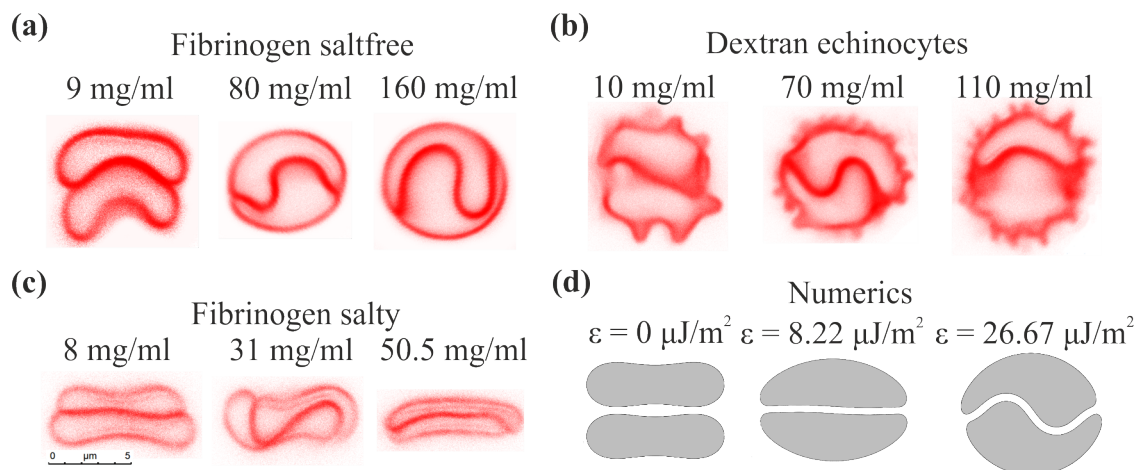 (a)
Fibrinogen saltfree
9 mg/ml 80 mg/ml 160 mg/ml
(b)
Dextran echinocytes
10 mg/ml 70 mg/ml 110 mg/ml
(c)
Fibrinogen salty
8 mg/ml 31 mg/ml 50.5 mg/ml
0 µm 5
(d)
Numerics
ε = 0 µJ/m² ε = 8.22 µJ/m² ε = 26.67 µJ/m²